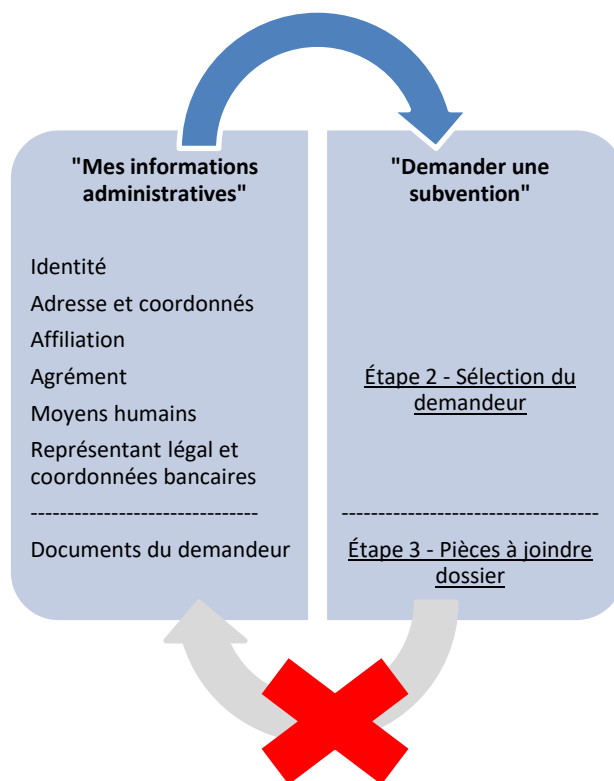 "Mes informations
administratives"
Identité
Adresse et coordonnés
Affiliation
Agrément
Moyens humains
Représentant légal et
coordonnées bancaires
------------------------------
Documents du demandeur
"Demander une
subvention"
Étape 2 - Sélection du
demandeur
----------------------------------
Étape 3 - Pièces à joindre
dossier